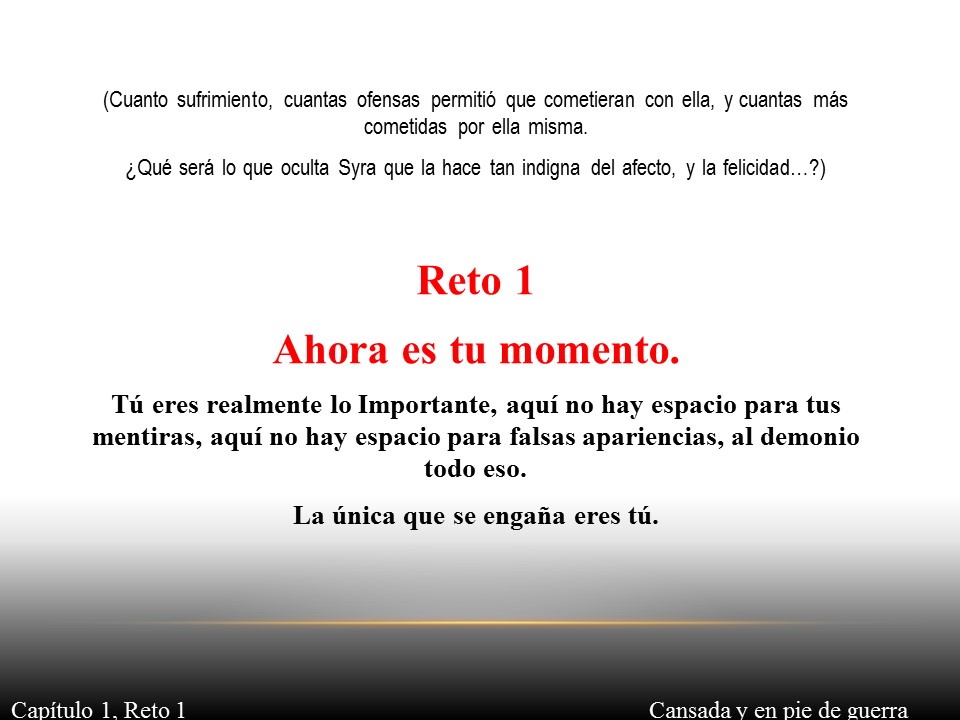 (Cuanto sufrimiento, cuantas ofensas permitió que cometieran con ella, y cuantas más
cometidas por ella misma.
¿Qué será lo que oculta Syra que la hace tan indigna del afecto, y la felicidad…?)
Reto 1
Ahora es tu momento.
Tú eres realmente lo Importante, aquí no hay espacio para tus
mentiras, aquí no hay espacio para falsas apariencias, al demonio
todo eso.
La única que se engaña eres tú.
Capítulo 1, Reto 1
Cansada y en pie de guerra